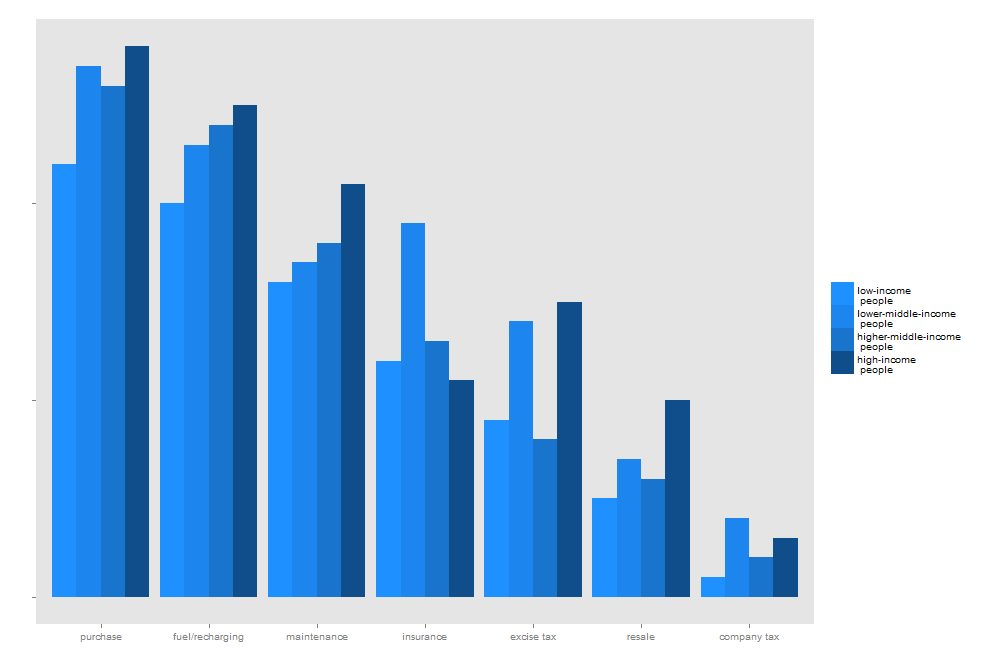 low-income
people
lower-middle-income
people
higher-middle-income
people
high-income
people
purchase
fuel/recharging
maintenance
insurance
excise tax
resale
company tax